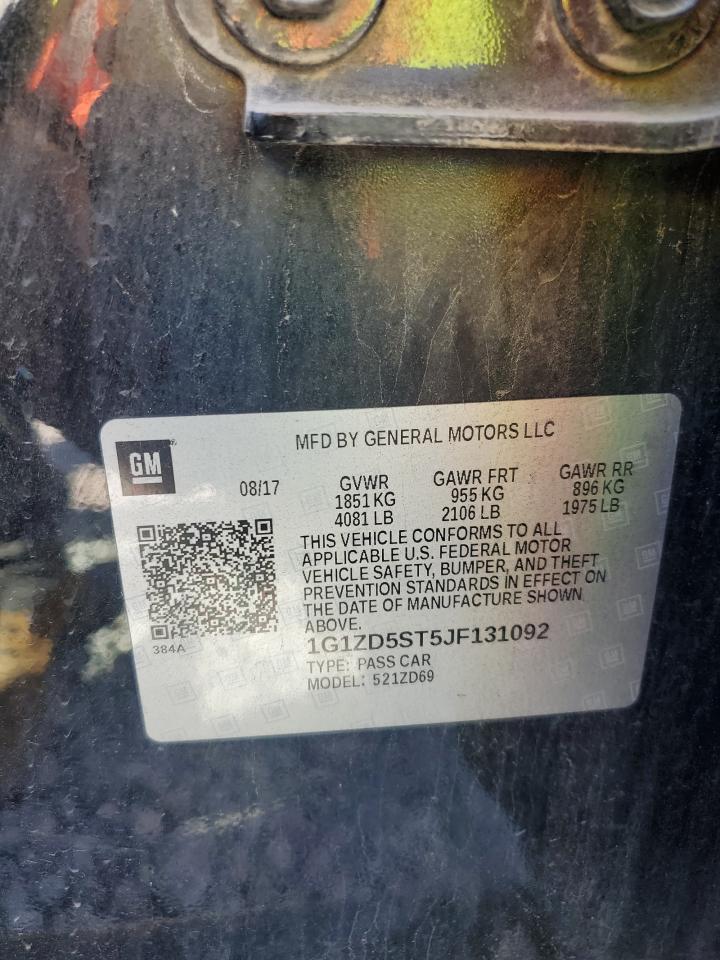 MFD BY GENERAL MOTORS LLC
GM
08/17
GVWR GAWR FRT GAWR RR
1851 KG 955 KG 896 KG
4081 LB 2106 LB 1975 LB
THIS VEHICLE CONFORMS TO ALL
APPLICABLE U.S. FEDERAL MOTOR
VEHICLE SAFETY, BUMPER, AND THEFT
PREVENTION STANDARDS IN EFFECT ON
THE DATE OF MANUFACTURE SHOWN
ABOVE.
384A
1G1ZD5ST5JF131092
TYPE: PASS CAR
MODEL: 521ZD69